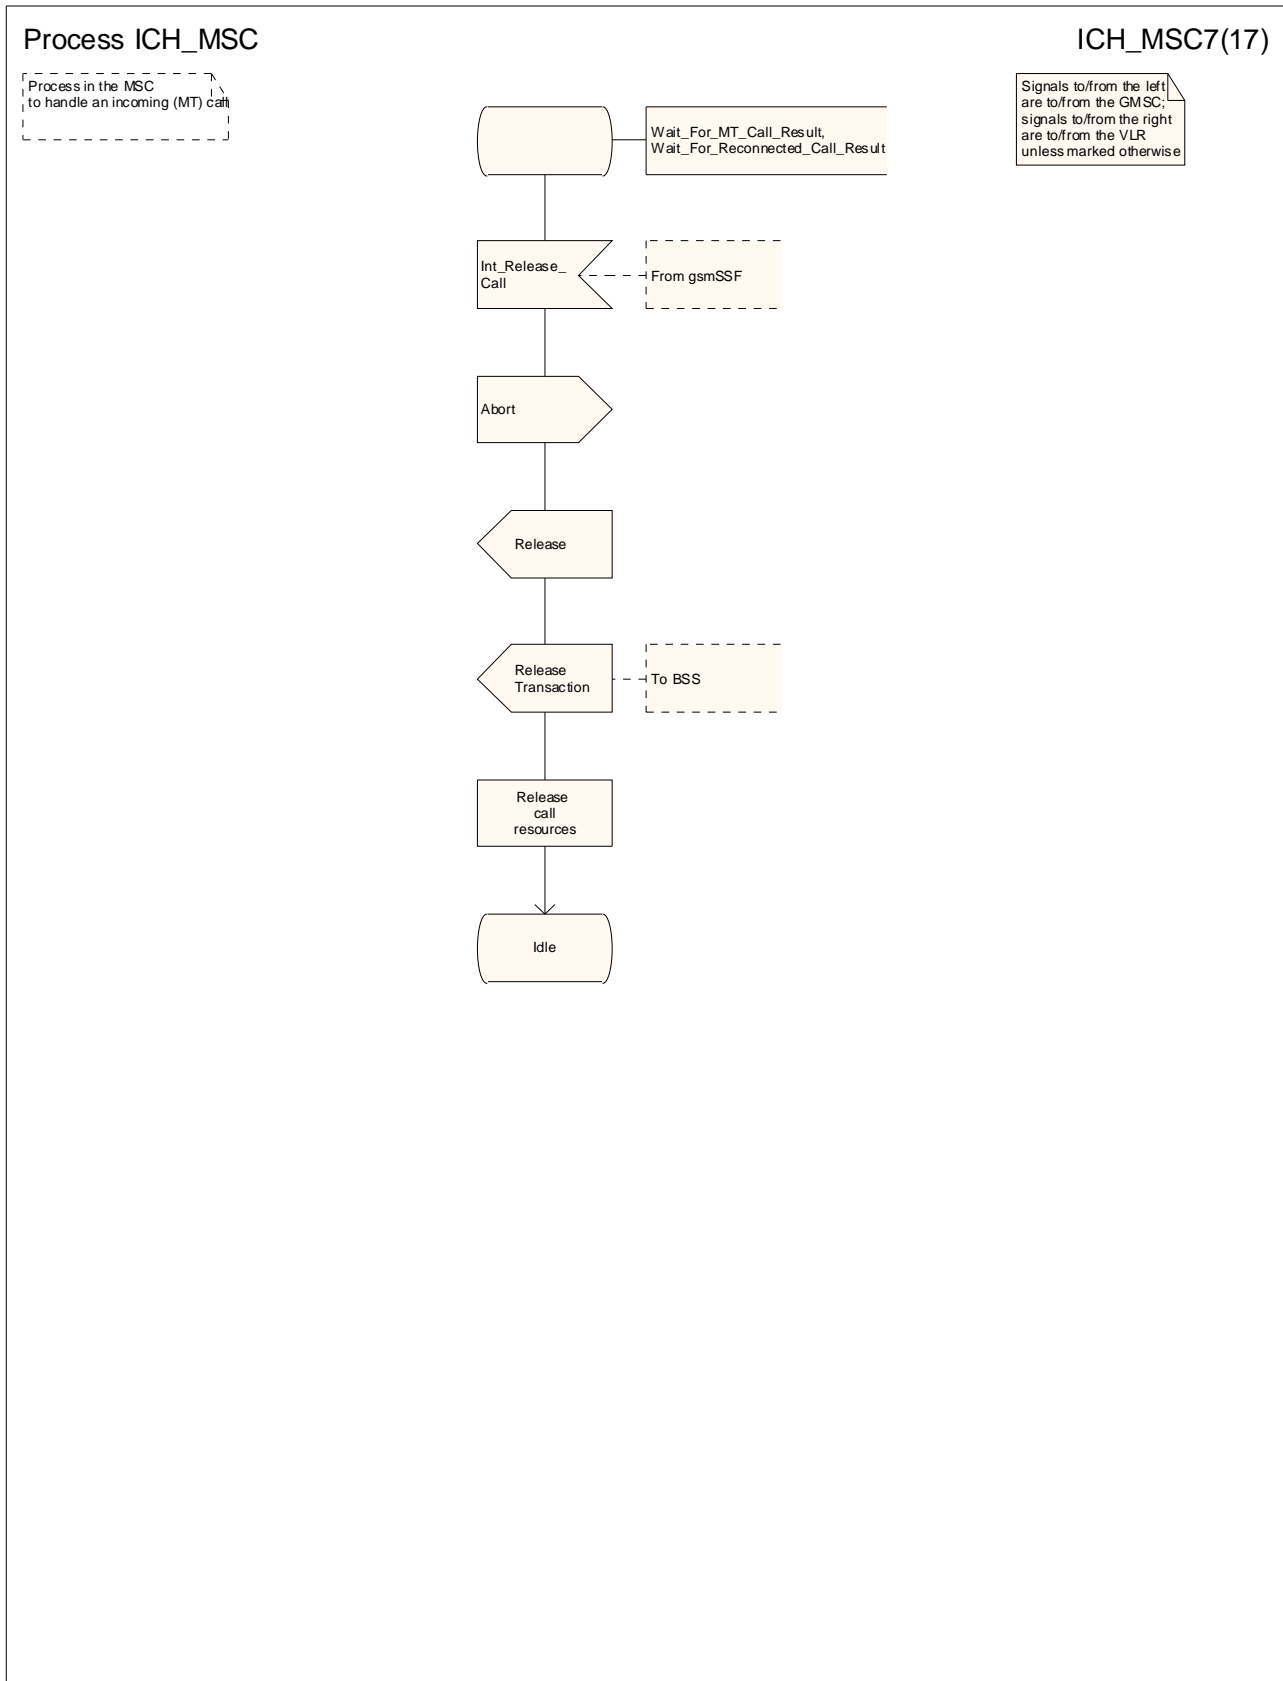 Process ICH_MSC
ICH_MSC7(17)
Process in the MSC
to handle an incoming (MT) call
Signals to/from the left
are to/from the GMSC;
signals to/from the right
are to/from the VLR
unless marked otherwise
Wait_For_MT_Call_Result,
Wait_For_Reconnected_Call_Result
Int_Release_
Call
From gsmSSF
Abort
Release
Release
Transaction
To BSS
Release
call
resources
Idle